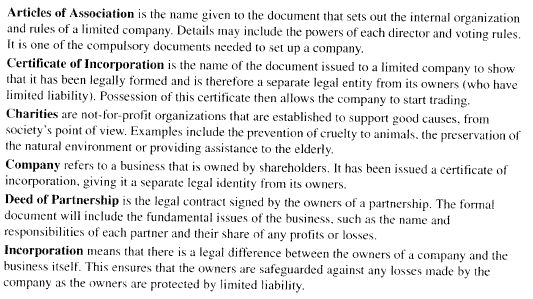 Articles of Association is the name given to the document that sets out the internal organization
and rules of a limited company. Details may include the powers of each director and voting rules.
It is one of the compulsory documents needed to set up a company.
Certificate of Incorporation is the name of the document issued to a limited company to show
that it has been legally formed and is therefore a separate legal entity from its owners (who have
limited liability). Possession of this certificate then allows the company to start trading.
Charities are not-for-profit organizations that are established to support good causes, from
society's point of view. Examples include the prevention of cruelty to animals, the preservation of
the natural environment or providing assistance to the elderly.
Company refers to a business that is owned by shareholders. It has been issued a certificate of
incorporation, giving it a separate legal identity from its owners.
Deed of Partnership is the legal contract signed by the owners of a partnership. The formal
document will include the fundamental issues of the business, such as the name and
responsibilities of each partner and their share of any profits or losses.
Incorporation means that there is a legal difference between the owners of a company and the
business itself. This ensures that the owners are safeguarded against any losses made by the
company as the owners are protected by limited liability.